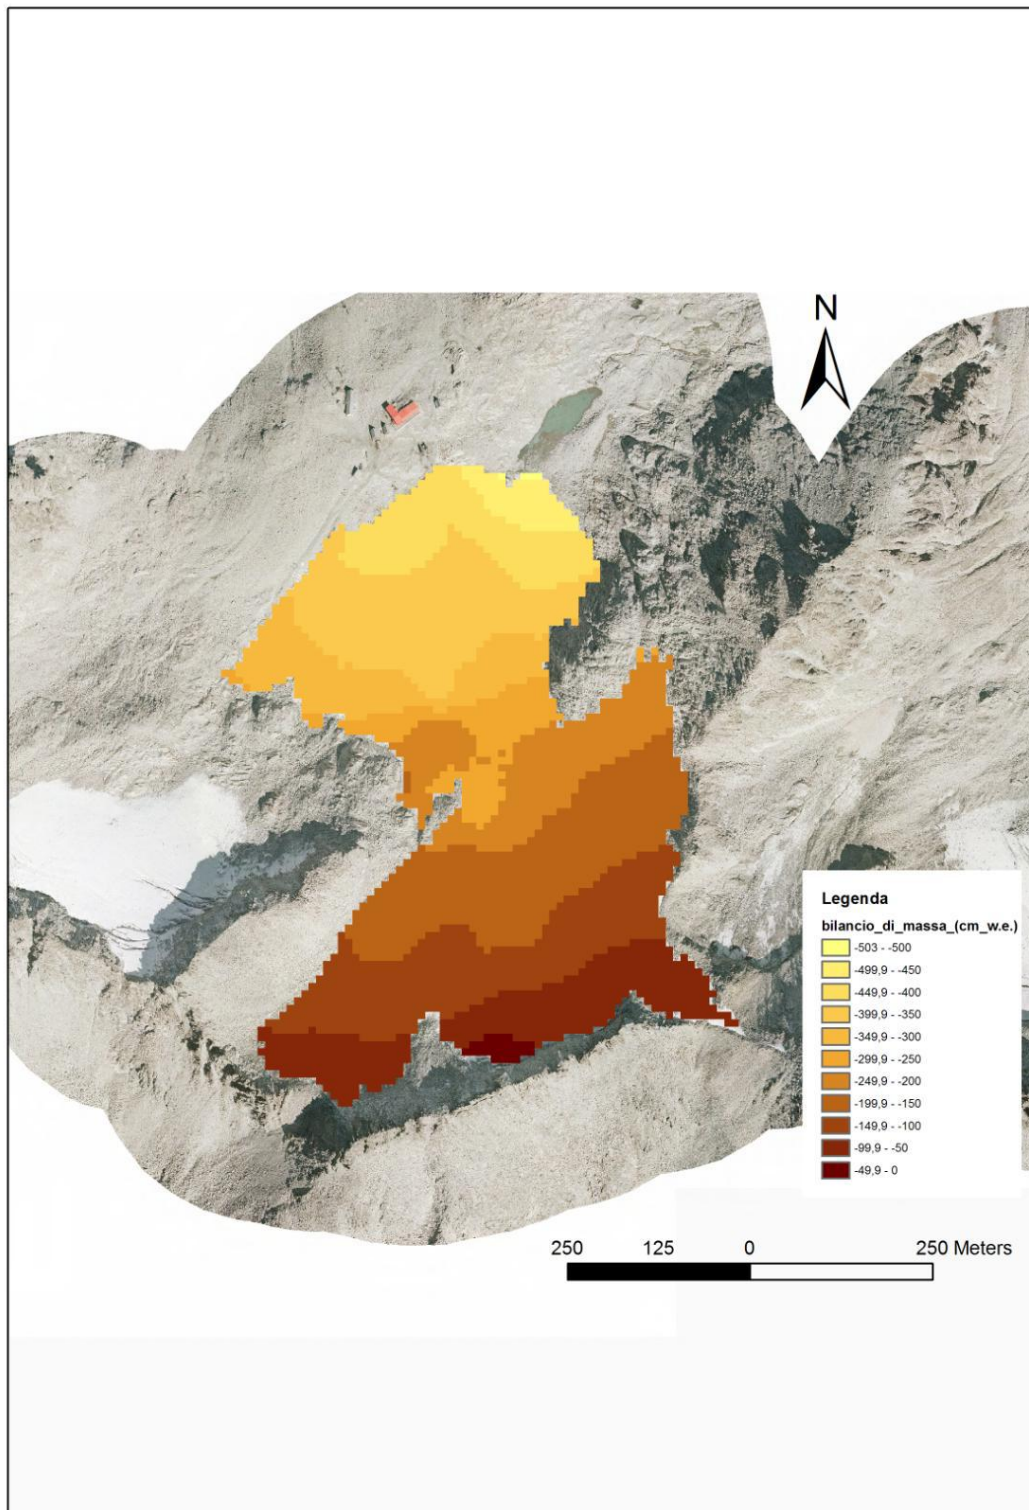 N
Legenda
bilancio_di_massa_(cm_w.e.)
-503 - -500
-499,9 - -450
-449,9 - -400
-399,9 - -350
-349,9 - -300
-299,9 - -250
-249,9 - -200
-199,9 - -150
-149,9 - -100
-99,9 - -50
-49,9 - 0
250 125 0 250 Meters